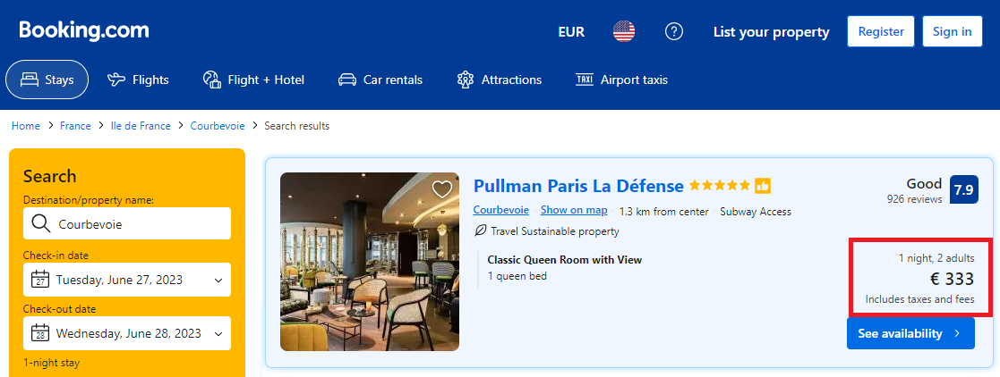 Booking.com
EUR
List your property
Register
Sign in
Stays
Flights
Flight + Hotel
Car rentals
Attractions
TAXI
Airport taxis
Home > France > Ile de France > Courbevoie > Search results
Search
Destination/property name:
Courbevoie
Check-in date
27
Tuesday, June 27, 2023
Check-out date
28
Wednesday, June 28, 2023
1-night stay
Pullman Paris La Défense
Courbevoie · Show on map · 1.3 km from center · Subway Access
Travel Sustainable property
Classic Queen Room with View
1 queen bed
Good
926 reviews
7.9
1 night, 2 adults
€ 333
Includes taxes and fees
See availability